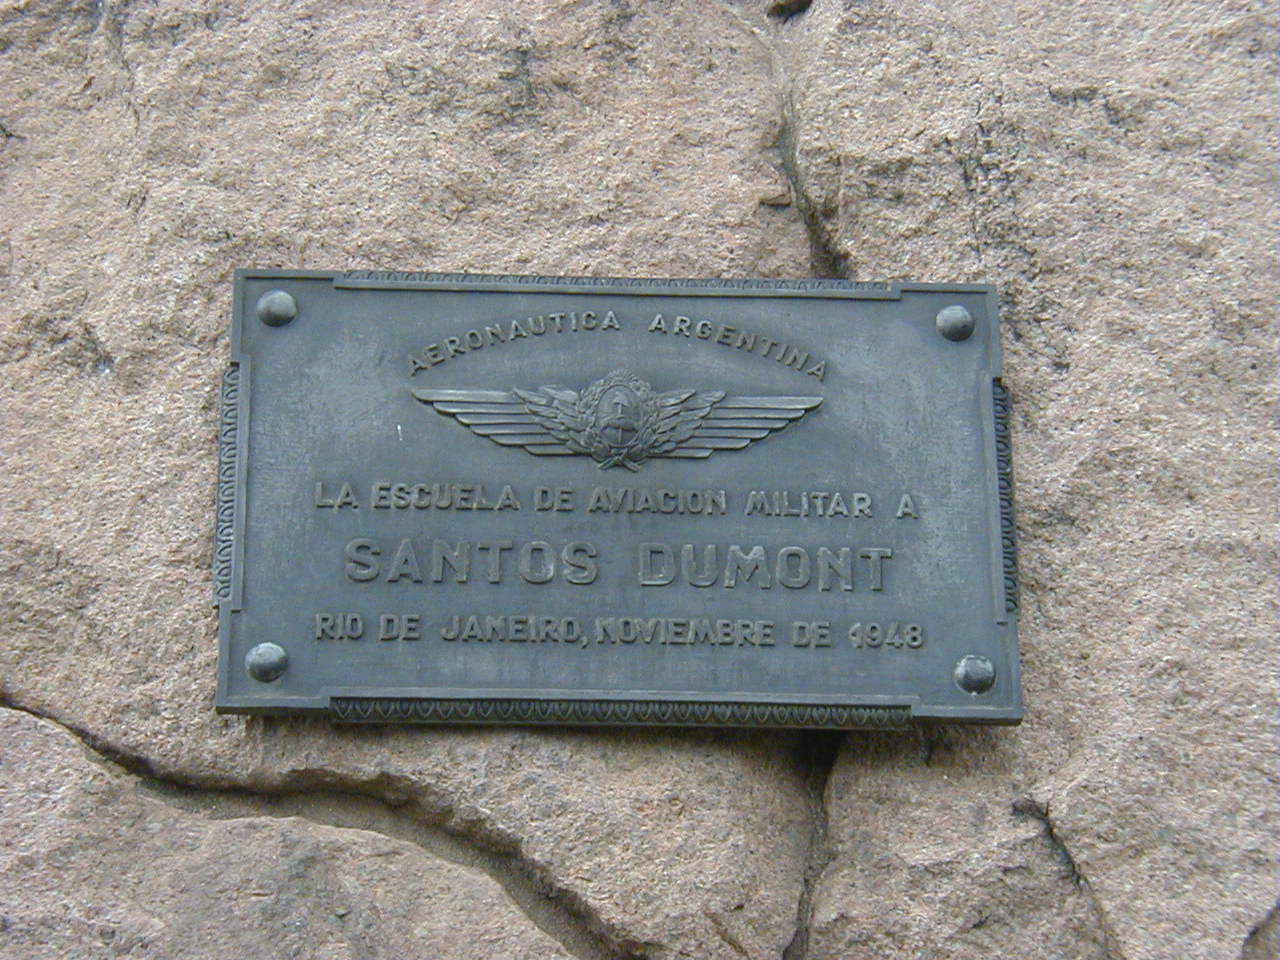 AERONAUTICA ARGENTINA
LA ESCUELA DE AVIACION MILITAR A
SANTOS DUMONT
RIO DE JANEIRO, NOVIEMBRE DE 1948